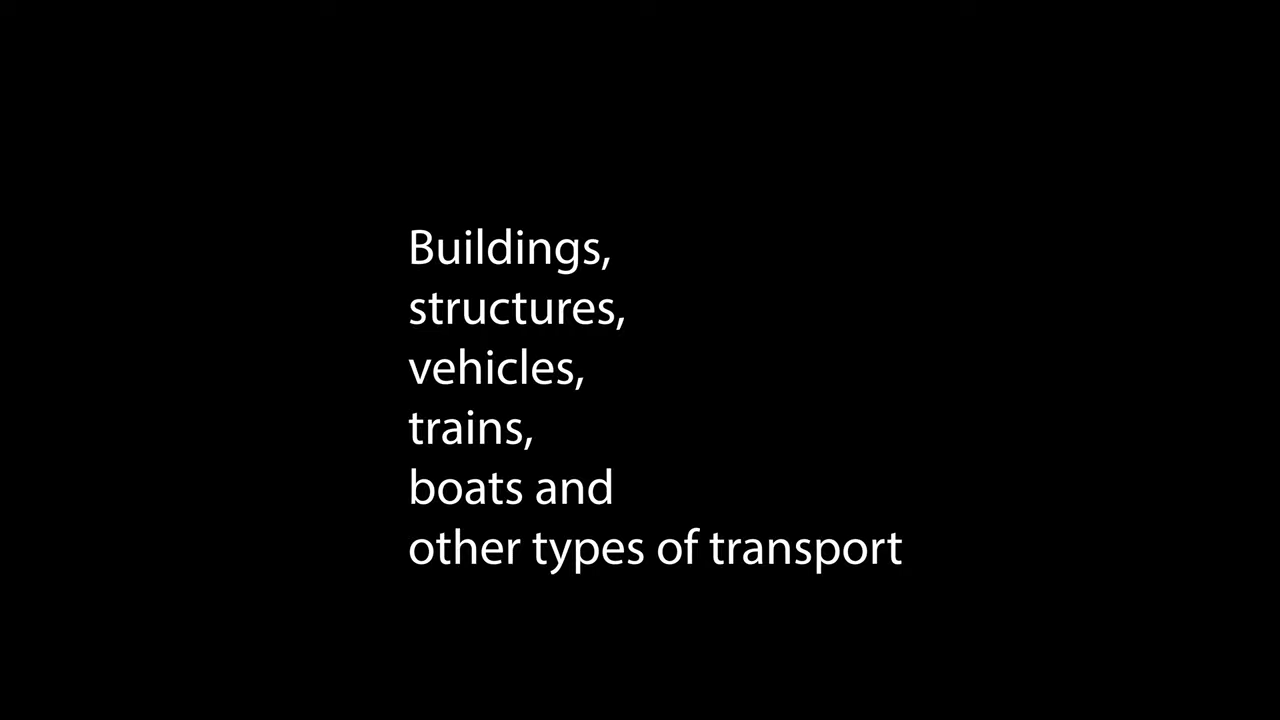 Buildings,
structures,
vehicles,
trains,
boats and
other types of transport